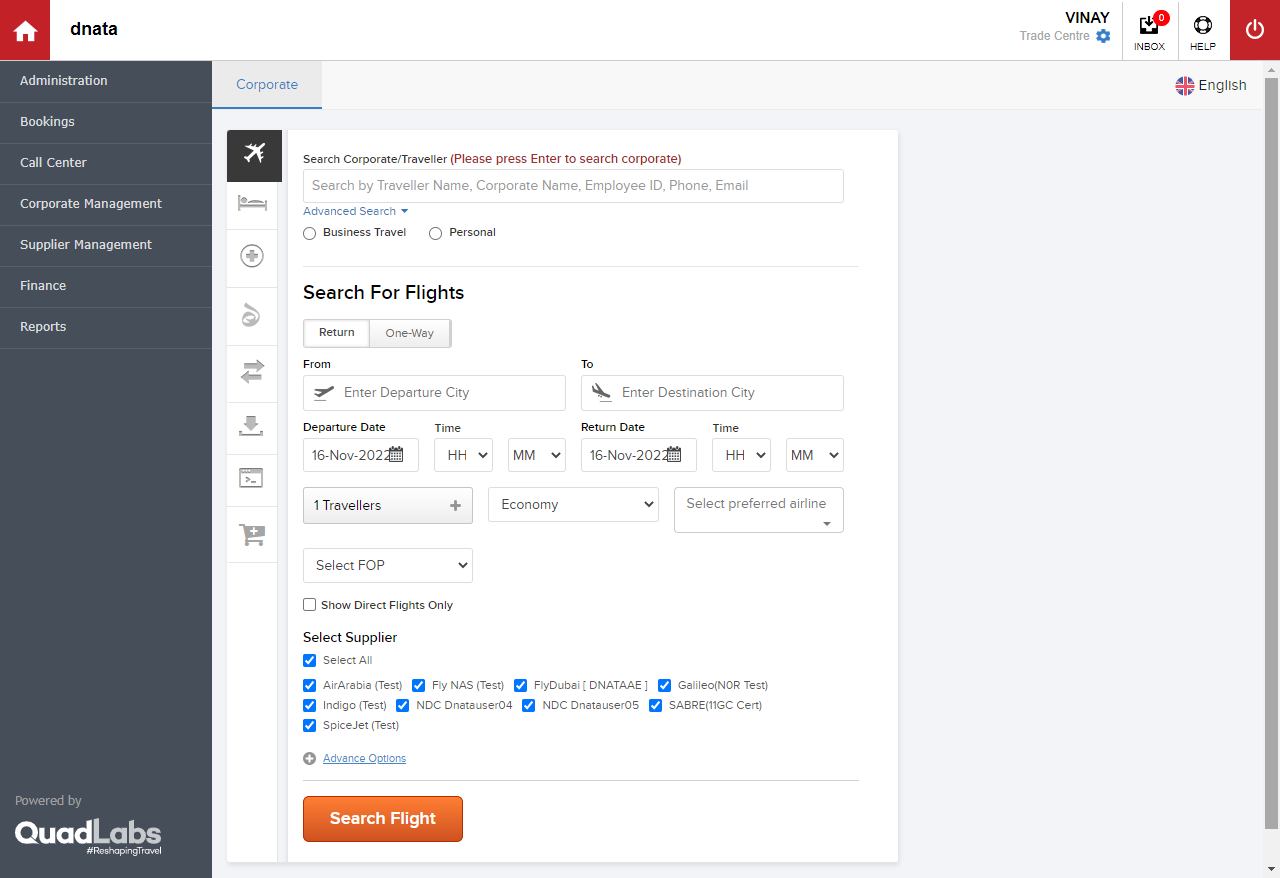 dnata
VINAY
Trade Centre
0
INBOX
HELP
Administration
Bookings
Call Center
Corporate Management
Supplier Management
Finance
Reports
Powered by
QuadLabs
#ReshapingTravel
Corporate
English
Search Corporate/Traveller (Please press Enter to search corporate)
Search by Traveller Name, Corporate Name, Employee ID, Phone, Email
Advanced Search
Business Travel Personal
Search For Flights
Return One-Way
From To
Enter Departure City Enter Destination City
Departure Date Time Return Date Time
16-Nov-2022 HH MM 16-Nov-2022 HH MM
1 Travellers Economy Select preferred airline
Select FOP
Show Direct Flights Only
Select Supplier
Select All
AirArabia (Test) Fly NAS (Test) FlyDubai [ DNATAAE ] Galileo(N0R Test)
Indigo (Test) NDC Dnatauser04 NDC Dnatauser05 SABRE(11GC Cert)
SpiceJet (Test)
Advance Options
Search Flight